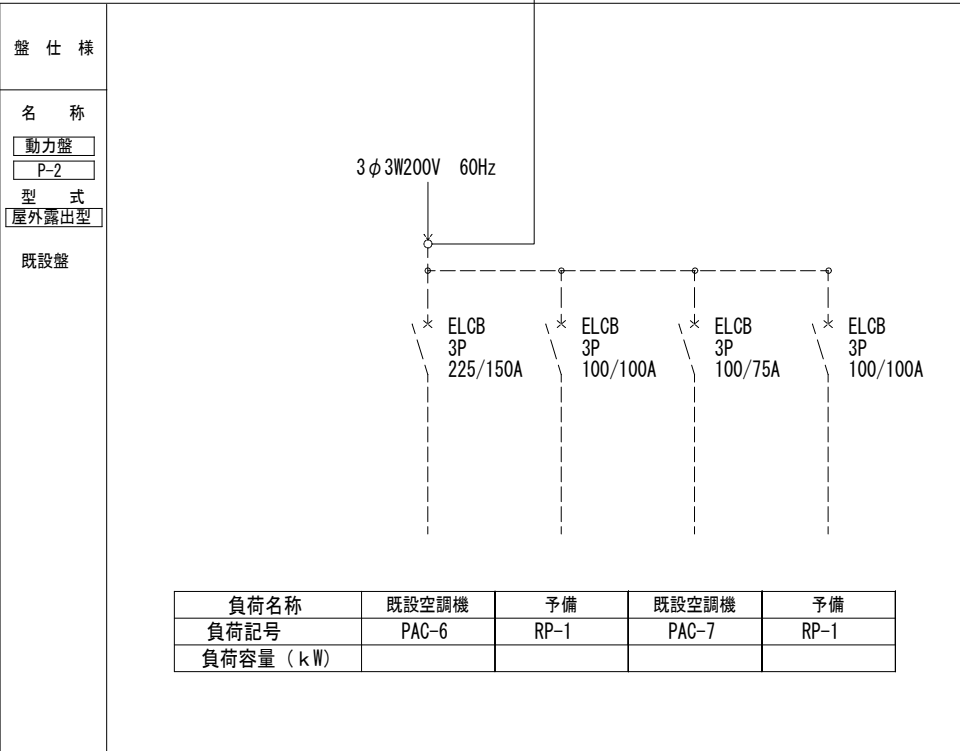 盤 仕 様
名 称
動力盤
P-2
型 式
屋外露出型
既設盤
3φ3W200V 60Hz
ELCB
3P
225/150A
ELCB
3P
100/100A
ELCB
3P
100/75A
ELCB
3P
100/100A
負荷名称 既設空調機 予備 既設空調機 予備
負荷記号 PAC-6 RP-1 PAC-7 RP-1
負荷容量（kW）